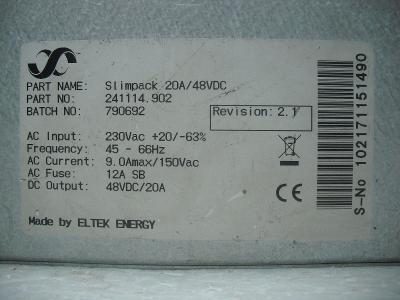 PART NAME: Slimpack 20A/48VDC
PART NO: 241114.902
BATCH NO: 790692
Revision: 2.1
AC Input: 230Vac +20/-63%
Frequency: 45 - 66Hz
AC Current: 9.0Amax/150Vac
AC Fuse: 12A SB
DC Output: 48VDC/20A
CE
Made by ELTEK ENERGY
S-No 102171151490